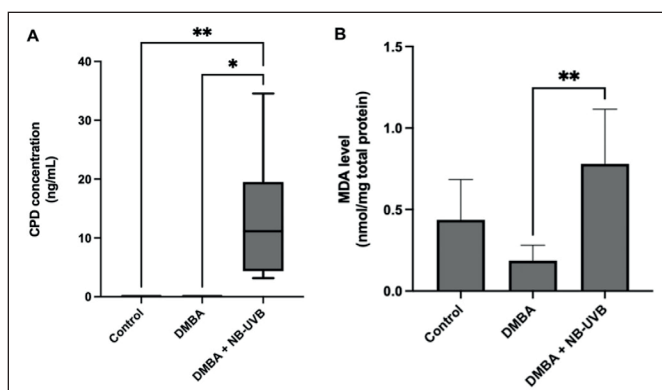 A
**
*
CPD concentration
(ng/mL)
40
30
20
10
0
Control
DMBA
DMBA + NB-UVB
B
**
MDA level
(nmol/mg total protein)
1.5
1.0
0.5
0.0
Control
DMBA
DMBA + NB-UVB